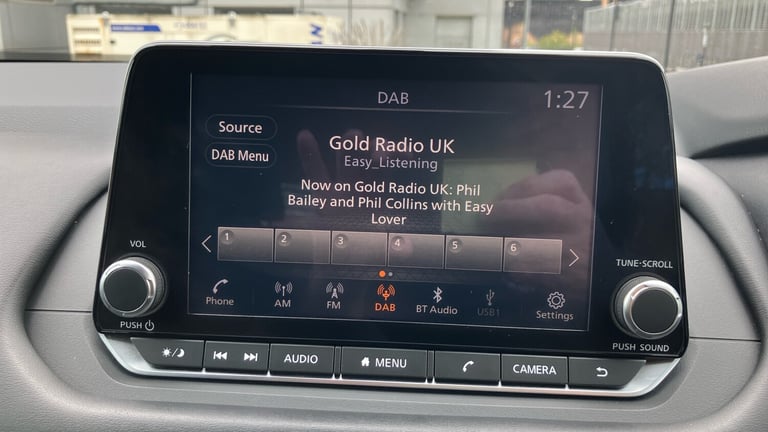 DAB
1:27
Source
DAB Menu
Gold Radio UK
Easy_Listening
Now on Gold Radio UK: Phil
Bailey and Phil Collins with Easy
Lover
1 2 3 4 5 6
Phone
AM
FM
DAB
BT Audio
USB1
Settings
VOL
PUSH
TUNE·SCROLL
PUSH SOUND
AUDIO
MENU
CAMERA